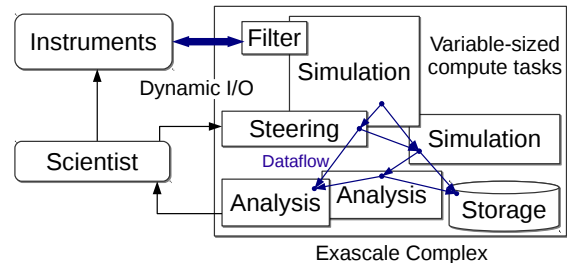 Instruments
Filter
Simulation
Variable-sized
compute tasks
Dynamic I/O
Steering
Simulation
Scientist
Dataflow
Analysis
Analysis
Storage
Exascale Complex